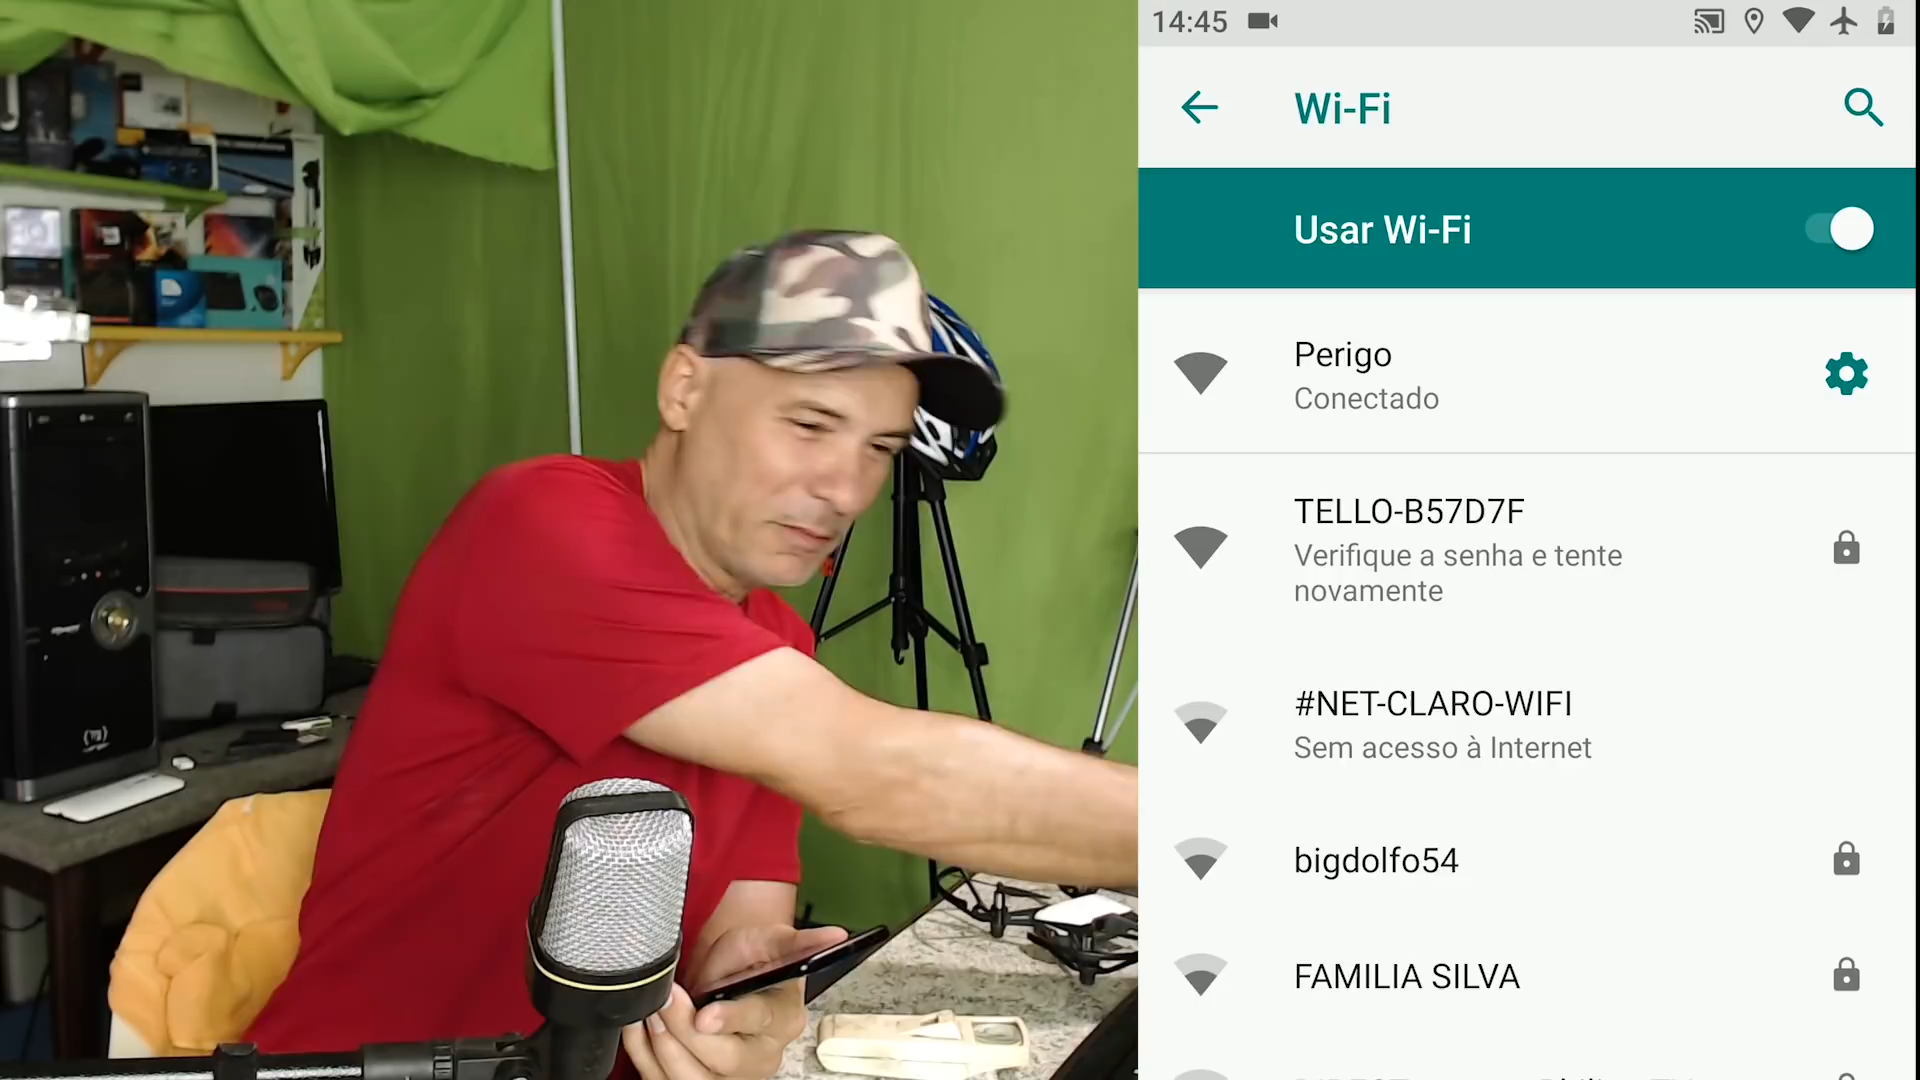 14:45
Wi-Fi
Usar Wi-Fi
Perigo
Conectado
TELLO-B57D7F
Verifique a senha e tente
novamente
#NET-CLARO-WIFI
Sem acesso à Internet
bigdolfo54
FAMILIA SILVA